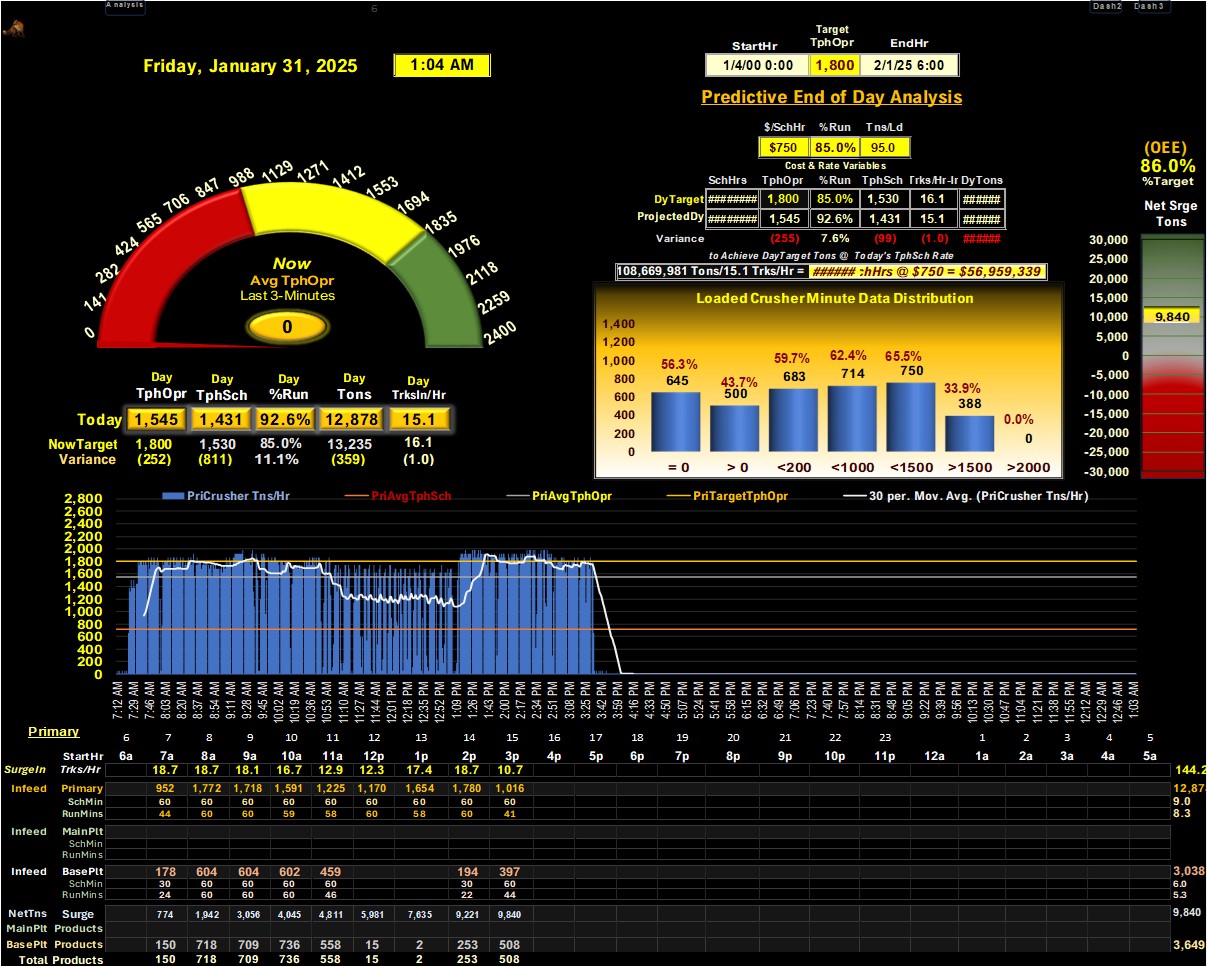 Analysis
6
Dash2 Dash3
Friday, January 31, 2025
1:04 AM
StartHr Target TphOpr EndHr
1/4/00 0:00 1,800 2/1/25 6:00
Predictive End of Day Analysis
$/SchHr %Run Tns/Ld
$750 85.0% 95.0
Cost & Rate Variables
SchHrs TphOpr %Run TphSch Trks/Hr-Ir DyTons
DyTarget ######## 1,800 85.0% 1,530 16.1 ######
ProjectedDy ######## 1,545 92.6% 1,431 15.1 ######
Variance (255) 7.6% (99) (1.0) ######
to Achieve DayTarget Tons @ Today's TphSch Rate
108,669,981 Tons/15.1 Trks/Hr = ###### :hHrs @ $750 = $56,959,339
(OEE)
86.0%
%Target
Net Srge
Tons
30,000
25,000
20,000
15,000
10,000
9,840
5,000
0
-5,000
-10,000
-15,000
-20,000
-25,000
-30,000
0 141 282 424 565 706 847 988 1129 1271 1412 1553 1694 1835 1976 2118 2259 2400
Now
Avg TphOpr
Last 3-Minutes
0
Day Day Day Day Day
TphOpr TphSch %Run Tons TrksIn/Hr
Today 1,545 1,431 92.6% 12,878 15.1
NowTarget 1,800 1,530 85.0% 13,235 16.1
Variance (252) (811) 11.1% (359) (1.0)
Loaded Crusher Minute Data Distribution
1,400
1,200
1,000
800
600
400
200
0
56.3% 43.7% 59.7% 62.4% 65.5% 33.9% 0.0%
645 500 683 714 750 388 0
= 0 > 0 <200 <1000 <1500 >1500 >2000
PriCrusher Tns/Hr PriAvgTphSch PriAvgTphOpr PriTargetTphOpr 30 per. Mov. Avg. (PriCrusher Tns/Hr)
2,800
2,600
2,400
2,200
2,000
1,800
1,600
1,400
1,200
1,000
800
600
400
200
0
7:12 AM 7:29 AM 7:46 AM 8:03 AM 8:20 AM 8:37 AM 8:54 AM 9:11 AM 9:28 AM 9:45 AM 10:02 AM 10:19 AM 10:36 AM 10:53 AM 11:10 AM 11:27 AM 11:44 AM 12:01 PM 12:18 PM 12:35 PM 12:52 PM 1:09 PM 1:26 PM 1:43 PM 2:00 PM 2:17 PM 2:34 PM 2:51 PM 3:08 PM 3:25 PM 3:42 PM 3:59 PM 4:16 PM 4:33 PM 4:50 PM 5:07 PM 5:24 PM 5:41 PM 5:58 PM 6:15 PM 6:32 PM 6:49 PM 7:06 PM 7:23 PM 7:40 PM 7:57 PM 8:14 PM 8:31 PM 8:48 PM 9:05 PM 9:22 PM 9:39 PM 9:56 PM 10:13 PM 10:30 PM 10:47 PM 11:04 PM 11:21 PM 11:38 PM 11:55 PM 12:12 AM 12:29 AM 12:46 AM 1:03 AM
Primary
6 7 8 9 10 11 12 13 14 15 16 17 18 19 20 21 22 23 1 2 3 4 5
StartHr 6a 7a 8a 9a 10a 11a 12p 1p 2p 3p 4p 5p 6p 7p 8p 9p 10p 11p 12a 1a 2a 3a 4a 5a
SurgeIn Trks/Hr 18.7 18.7 18.1 16.7 12.9 12.3 17.4 18.7 10.7 144.2
Infeed Primary 952 1,772 1,718 1,591 1,225 1,170 1,654 1,780 1,016 12,87
SchMin 60 60 60 60 60 60 60 60 60 9.0
RunMins 44 60 60 59 58 60 58 60 41 8.3
Infeed MainPlt
SchMin
RunMins
Infeed BasePlt 178 604 604 602 459 194 397 3,038
SchMin 30 60 60 60 60 30 60 6.0
RunMins 24 60 60 60 46 22 44 5.3
NetTns Surge 774 1,942 3,056 4,045 4,811 5,981 7,635 9,221 9,840 9,840
MainPlt Products
BasePlt Products 150 718 709 736 558 15 2 253 508 3,649
Total Products 150 718 709 736 558 15 2 253 508